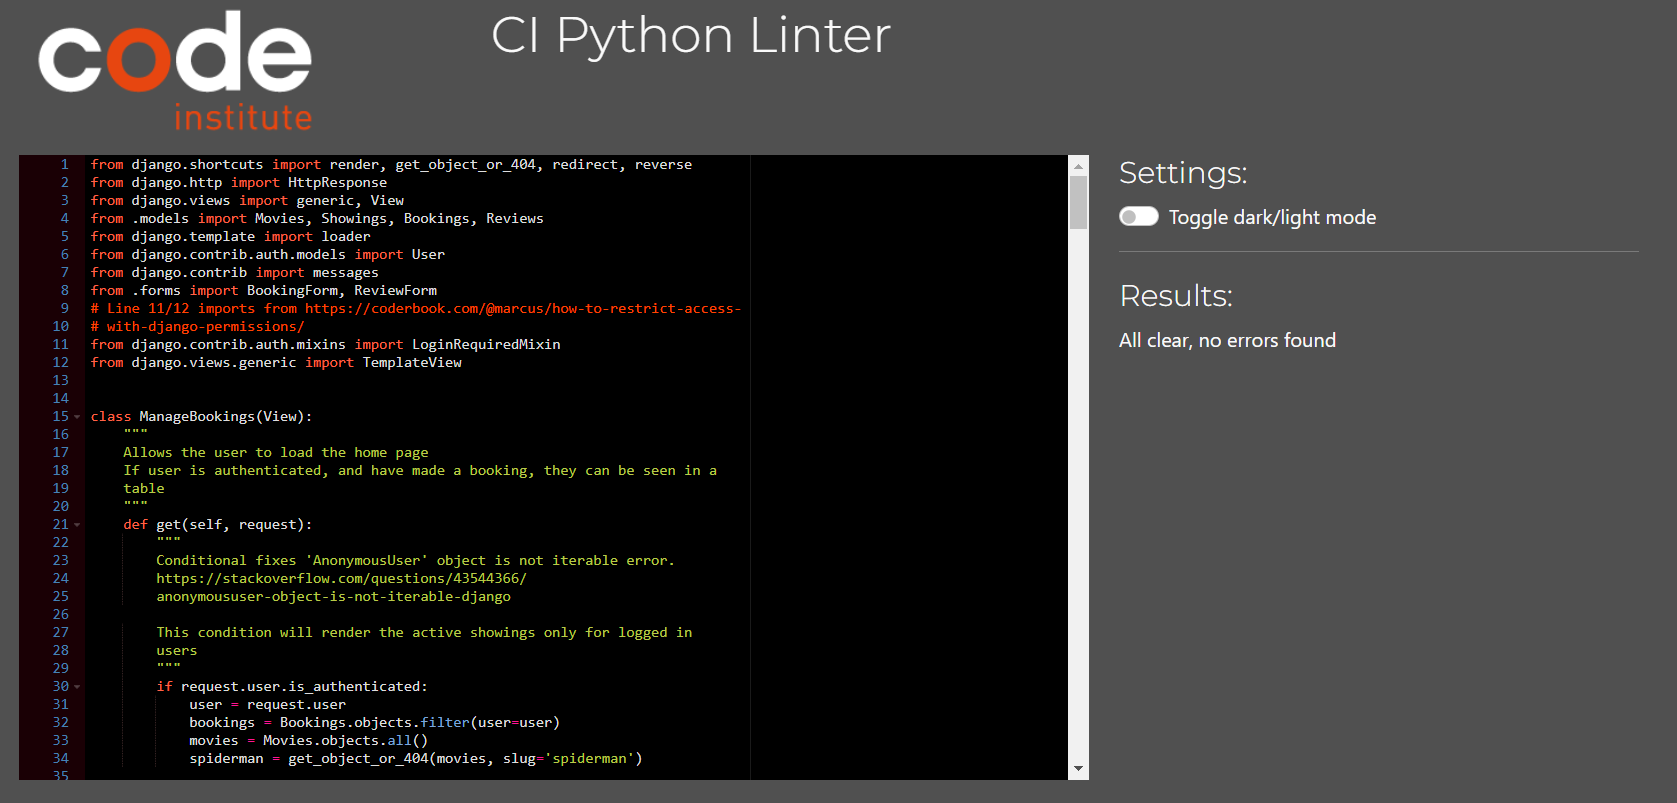 code
institute
CI Python Linter
1 from django.shortcuts import render, get_object_or_404, redirect, reverse
2 from django.http import HttpResponse
3 from django.views import generic, View
4 from .models import Movies, Showings, Bookings, Reviews
5 from django.template import loader
6 from django.contrib.auth.models import User
7 from django.contrib import messages
8 from .forms import BookingForm, ReviewForm
9 # Line 11/12 imports from https://coderbook.com/@marcus/how-to-restrict-access-
10 # with-django-permissions/
11 from django.contrib.auth.mixins import LoginRequiredMixin
12 from django.views.generic import TemplateView
13
14
15 class ManageBookings(View):
16     """
17     Allows the user to load the home page
18     If user is authenticated, and have made a booking, they can be seen in a
19     table
20     """
21     def get(self, request):
22         """
23         Conditional fixes 'AnonymousUser' object is not iterable error.
24         https://stackoverflow.com/questions/43544366/
25         anonymoususer-object-is-not-iterable-django
26
27         This condition will render the active showings only for logged in
28         users
29         """
30         if request.user.is_authenticated:
31             user = request.user
32             bookings = Bookings.objects.filter(user=user)
33             movies = Movies.objects.all()
34             spiderman = get_object_or_404(movies, slug='spiderman')
35
Settings:
Toggle dark/light mode
Results:
All clear, no errors found